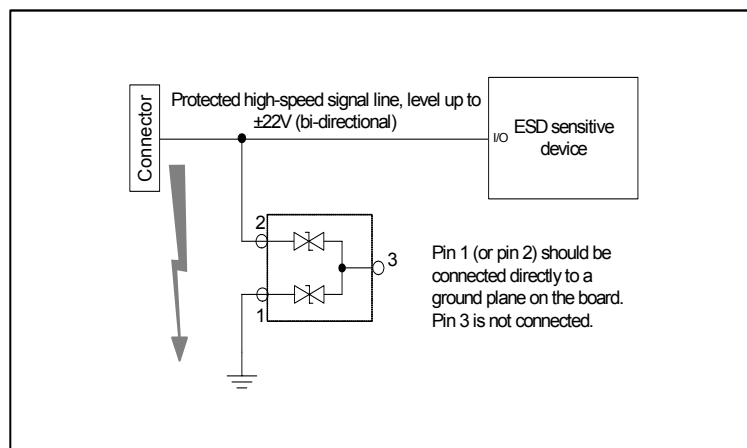 Connector
Protected high-speed signal line, level up to
±22V (bi-directional)
I/O
ESD sensitive
device
2
3
1
Pin 1 (or pin 2) should be
connected directly to a
ground plane on the board.
Pin 3 is not connected.